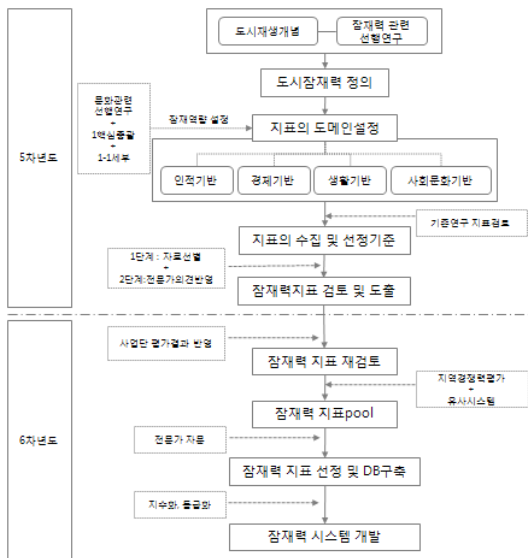 도시재생개념
잠재력 관련
선행연구
도시잠재력 정의
문화관련
선행연구
+
1핵심총괄
+
1-1세부
잠재역량 설정
지표의 도메인설정
5차년도
인적기반
경제기반
생활기반
사회문화기반
기존연구 지표검토
지표의 수집 및 선정기준
1단계 : 자료선별
+
2단계:전문가의견반영
잠재력지표 검토 및 도출
사업단 평가결과 반영
잠재력 지표 재검토
지역경쟁력평가
+
유사시스템
잠재력 지표pool
6차년도
전문가 자문
잠재력 지표 선정 및 DB구축
지수화, 등급화
잠재력 시스템 개발